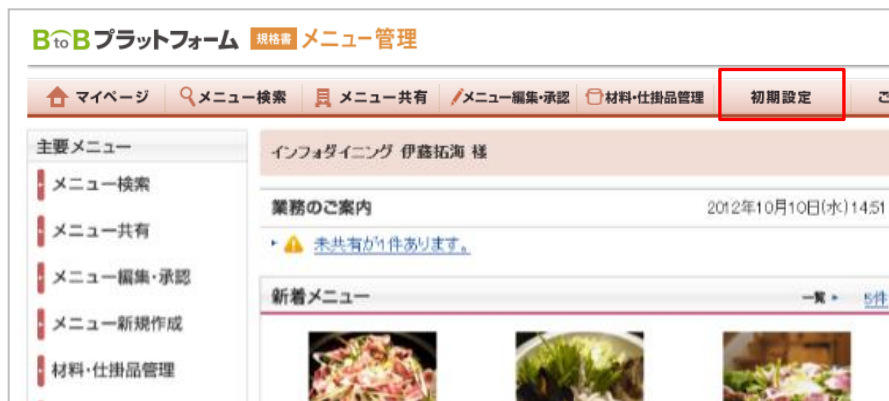 BtoBプラットフォーム 規格書 メニュー管理
マイページ メニュー検索 メニュー共有 メニュー編集・承認 材料・仕掛品管理 初期設定 ご
主要メニュー
メニュー検索
メニュー共有
メニュー編集・承認
メニュー新規作成
材料・仕掛品管理
インフォダイニング 伊藤拓海 様
業務のご案内 2012年10月10日(水)14:51
未共有が1件あります。
新着メニュー 一覧 5件